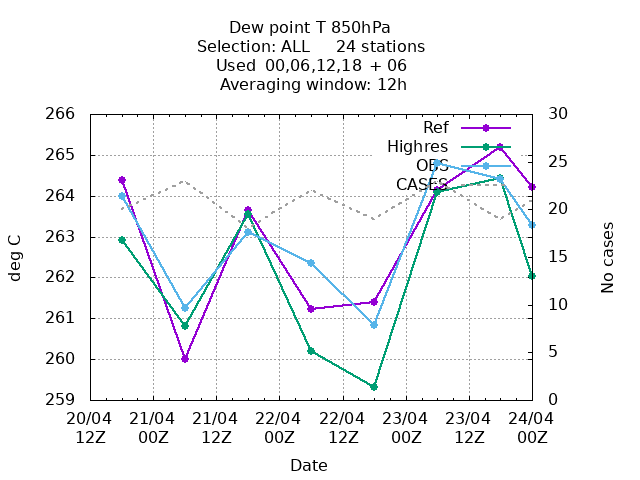 Dew point T 850hPa
Selection: ALL     24 stations
Used  00,06,12,18 + 06
Averaging window: 12h
266
265
264
263
262
261
260
259
deg C
30
25
20
15
10
5
0
No cases
Ref
Highres
OBS
CASES
20/04 21/04 21/04 22/04 22/04 23/04 23/04 24/04
12Z 00Z 12Z 00Z 12Z 00Z 12Z 00Z
Date